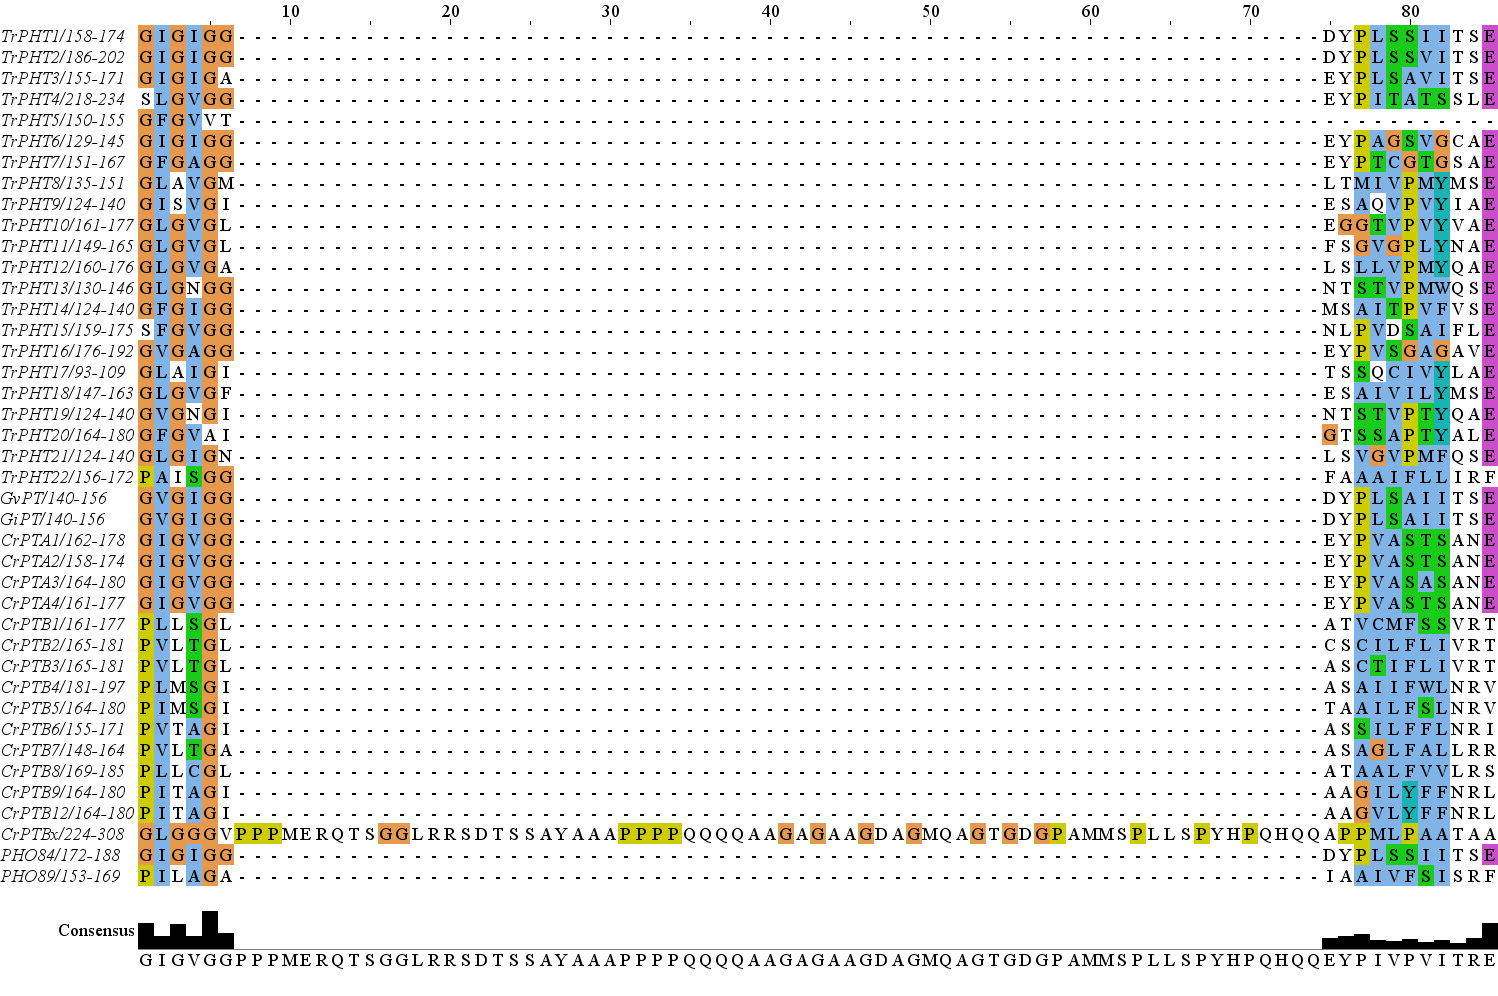 10 20 30 40 50 60 70 80
TrPHT1/158-174 GIGIGG--------------------------------------------------------------------DYPLSSIITSE
TrPHT2/186-202 GIGIGG--------------------------------------------------------------------DYPLSSVITSE
TrPHT3/155-171 GIGIGA--------------------------------------------------------------------EYPLSAVITSE
TrPHT4/218-234 SLGVGG--------------------------------------------------------------------EYPITATSSLE
TrPHT5/150-155 GFGVVT-------------------------------------------------------------------------------
TrPHT6/129-145 GIGIGG--------------------------------------------------------------------EYPAGSVGCAE
TrPHT7/151-167 GFGAGG--------------------------------------------------------------------EYPTCGTGSAE
TrPHT8/135-151 GLAVGM--------------------------------------------------------------------LTMIVPMYMSE
TrPHT9/124-140 GISVGI--------------------------------------------------------------------ESAQVPVYIAE
TrPHT10/161-177 GLGVGL--------------------------------------------------------------------EGGTVPVYVAE
TrPHT11/149-165 GLGVGL--------------------------------------------------------------------FSGVGPLYNAE
TrPHT12/160-176 GLGVGA--------------------------------------------------------------------LSLLVPMYQAE
TrPHT13/130-146 GLGNGG--------------------------------------------------------------------NTSTVPMWQSE
TrPHT14/124-140 GFGIGG--------------------------------------------------------------------MSAITPVFVSE
TrPHT15/159-175 SFGVGG--------------------------------------------------------------------NLPVDSAIFLE
TrPHT16/176-192 GVGAGG--------------------------------------------------------------------EYPVSGAGAVE
TrPHT17/93-109 GLAIGI--------------------------------------------------------------------TSSQCIVYLAE
TrPHT18/147-163 GLGVGF--------------------------------------------------------------------ESAIVILYMSE
TrPHT19/124-140 GVGNGI--------------------------------------------------------------------NTSTVPTYQAE
TrPHT20/164-180 GFGVAI--------------------------------------------------------------------GTSSAPTYALE
TrPHT21/124-140 GLGIGN--------------------------------------------------------------------LSVGVPMFQSE
TrPHT22/156-172 PAISGG--------------------------------------------------------------------FAAAIFLLIRF
GvPT/140-156 GVGIGG--------------------------------------------------------------------DYPLSAIITSE
GiPT/140-156 GVGIGG--------------------------------------------------------------------DYPLSAIITSE
CrPTA1/162-178 GIGVGG--------------------------------------------------------------------EYPVASTSANE
CrPTA2/158-174 GIGVGG--------------------------------------------------------------------EYPVASTSANE
CrPTA3/164-180 GIGVGG--------------------------------------------------------------------EYPVASASANE
CrPTA4/161-177 GIGVGG--------------------------------------------------------------------EYPVASTSANE
CrPTB1/161-177 PLLSGL--------------------------------------------------------------------ATVCMFSSVRT
CrPTB2/165-181 PVLTGL--------------------------------------------------------------------CSCILFLIVRT
CrPTB3/165-181 PVLTGL--------------------------------------------------------------------ASCTIFLIVRT
CrPTB4/181-197 PLMSGI--------------------------------------------------------------------ASAIIFWLNRV
CrPTB5/164-180 PIMSGI--------------------------------------------------------------------TAAILFSLNRV
CrPTB6/155-171 PVTAGI--------------------------------------------------------------------ASSILFFLNRI
CrPTB7/148-164 PVLTGA--------------------------------------------------------------------ASAGLFALLRR
CrPTB8/169-185 PLLCGL--------------------------------------------------------------------ATAALFVVLRS
CrPTB9/164-180 PITAGI--------------------------------------------------------------------AAGILYFFNRL
CrPTB12/164-180 PITAGI--------------------------------------------------------------------AAGVLYFFNRL
CrPTBx/224-308 GLGGGVPPPMERQTSGGLRRSDTSSAYAAAPPPPQQQQAAGAGAAGDAGMQAGTGDGPAMMSPLLSPYHPQHQQAPPMLPAATAA
PHO84/172-188 GIGIGG--------------------------------------------------------------------DYPLSSIITSE
PHO89/153-169 PILAGA--------------------------------------------------------------------IAAIVFSISRF
Consensus
GIGVGGPPPMERQTSGGLRRSDTSSAYAAAPPPPQQQQAAGAGAAGDAGMQAGTGDGPAMMSPLLSPYHPQHQQEYPIVPVITRE